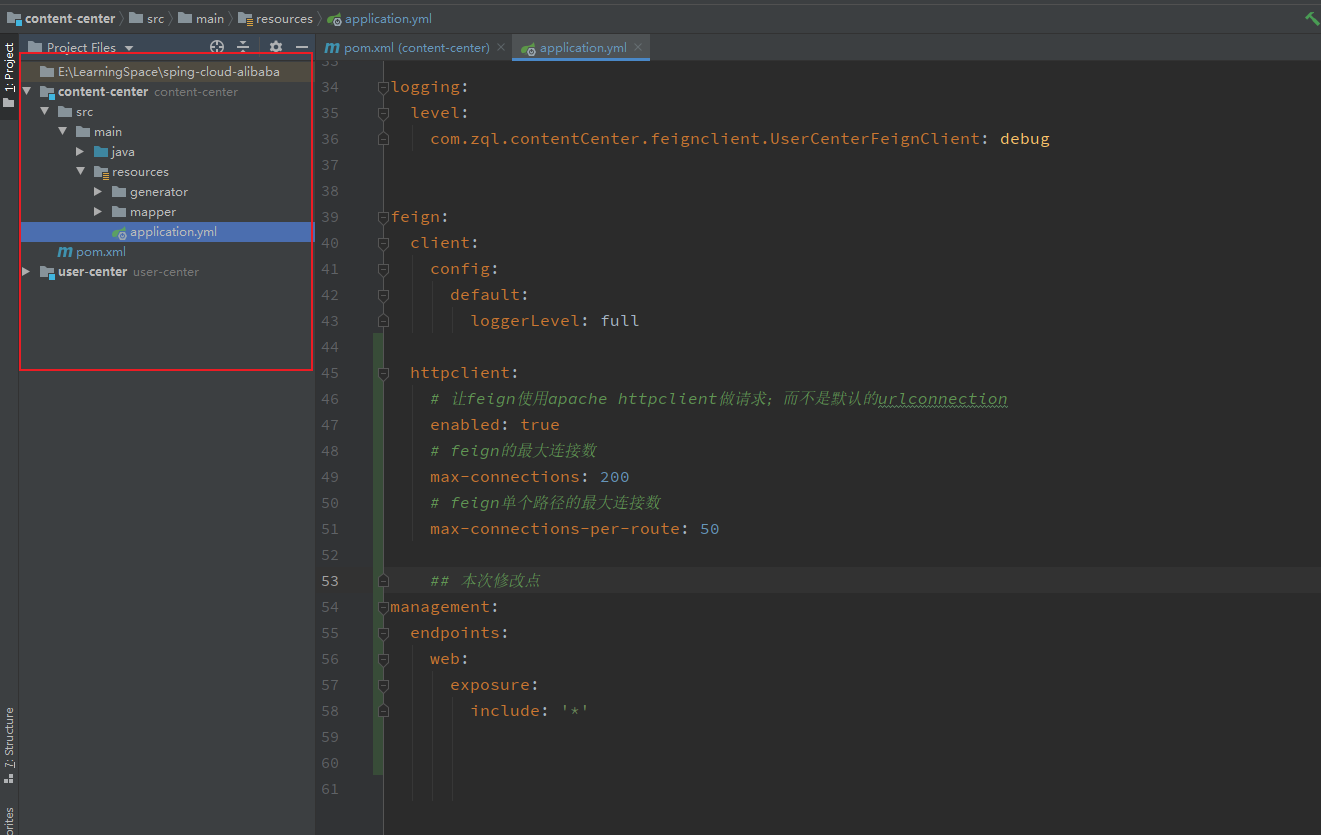 content-center src main resources application.yml
Project Files
pom.xml (content-center) application.yml
1: Project
E:\LearningSpace\sping-cloud-alibaba
content-center content-center
src
main
java
resources
generator
mapper
application.yml
pom.xml
user-center user-center
7: Structure
33
34 logging:
35 level:
36 com.zql.contentCenter.feignclient.UserCenterFeignClient: debug
37
38
39 feign:
40 client:
41 config:
42 default:
43 loggerLevel: full
44
45 httpclient:
46 # 让feign使用apache httpclient做请求；而不是默认的urlconnection
47 enabled: true
48 # feign的最大连接数
49 max-connections: 200
50 # feign单个路径的最大连接数
51 max-connections-per-route: 50
52
53 ## 本次修改点
54 management:
55 endpoints:
56 web:
57 exposure:
58 include: '*'
59
60
61